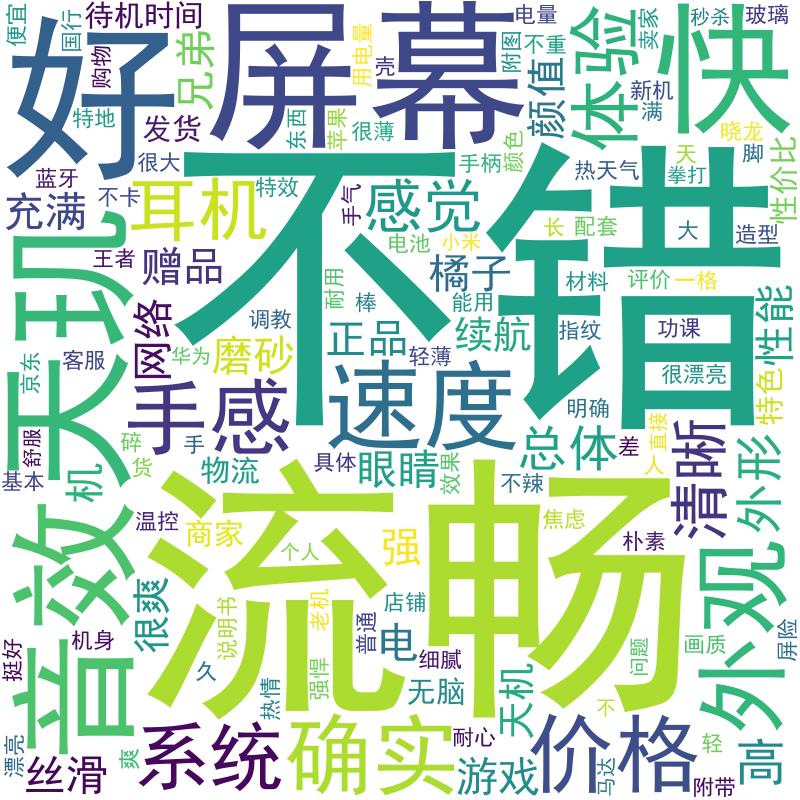 便宜
国行
好
待机时间
购物
特地
发货
兄弟
屏幕
附图
壳
用电量
电量
不重
颜值
体验
卖家
快
秒杀
玻璃
新机
满
晓龙
蓝牙
不卡
很大
东西
苹果
很薄
手柄
颜色
热天气
天
拳打
脚
性价比
充满
耳机
特效
手气
感觉
不错
王者
赠品
电池
小米
橘子
长
配套
大
造型
材料
评价
一格
天玑
京东
客服
网络
华为
磨砂
调教
耐用
棒
正品
轻薄
能用
续航
指纹
功课
性能
很漂亮
特色
舒服
手感
速度
明确
基本
机
碎
货
手
物流
具体
眼睛
效果
总体
不辣
差
人
直接
清晰
外形
音效
温控
商家
个人
强
流畅
焦虑
朴素
外观
很爽
挺好
机身
久
说明书
热情
强悍
老机
普通
店铺
电
细腻
无脑
天机
问题
画质
屏险
漂亮
丝滑
爽
系统
确实
耐心
游戏
价格
马达
不
轻
附带
高